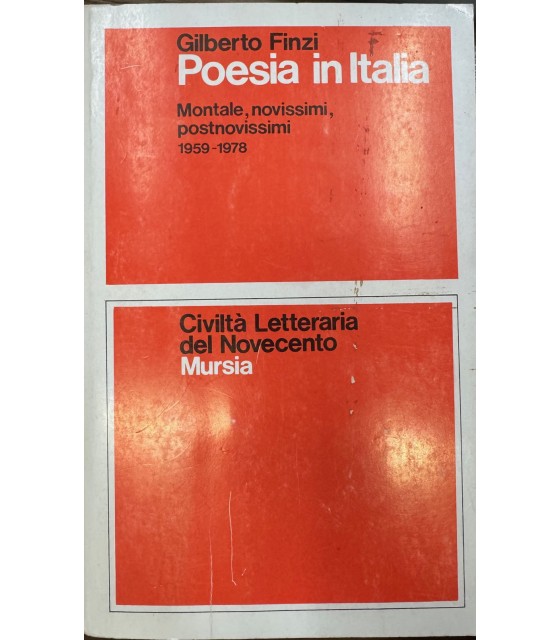 Gilberto Finzi
Poesia in Italia
Montale, novissimi,
postnovissimi
1959-1978
Civiltà Letteraria
del Novecento
Mursia